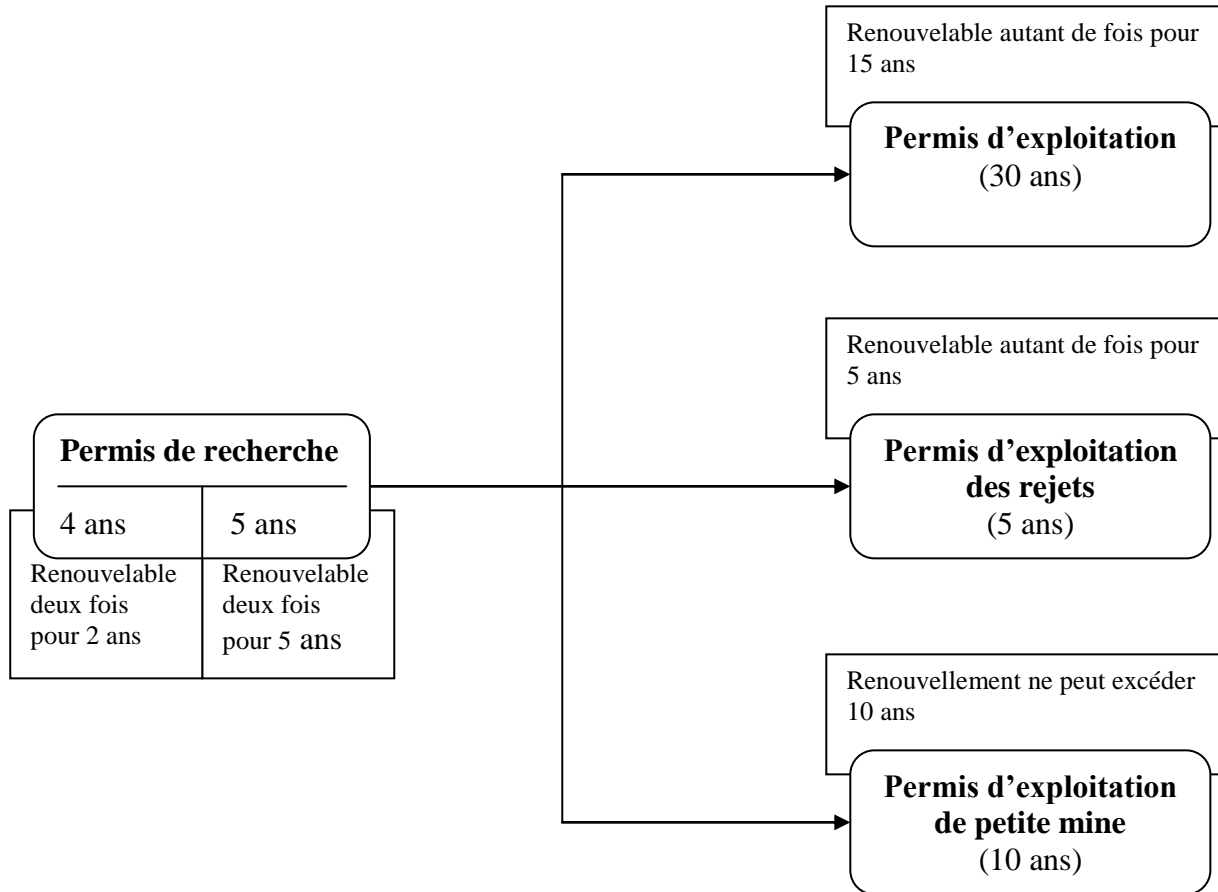 Renouvelable autant de fois pour
15 ans
Permis d’exploitation
(30 ans)
Renouvelable autant de fois pour
5 ans
Permis d’exploitation
des rejets
(5 ans)
Permis de recherche
4 ans
5 ans
Renouvelable
deux fois
pour 2 ans
Renouvelable
deux fois
pour 5 ans
Renouvellement ne peut excéder
10 ans
Permis d’exploitation
de petite mine
(10 ans)